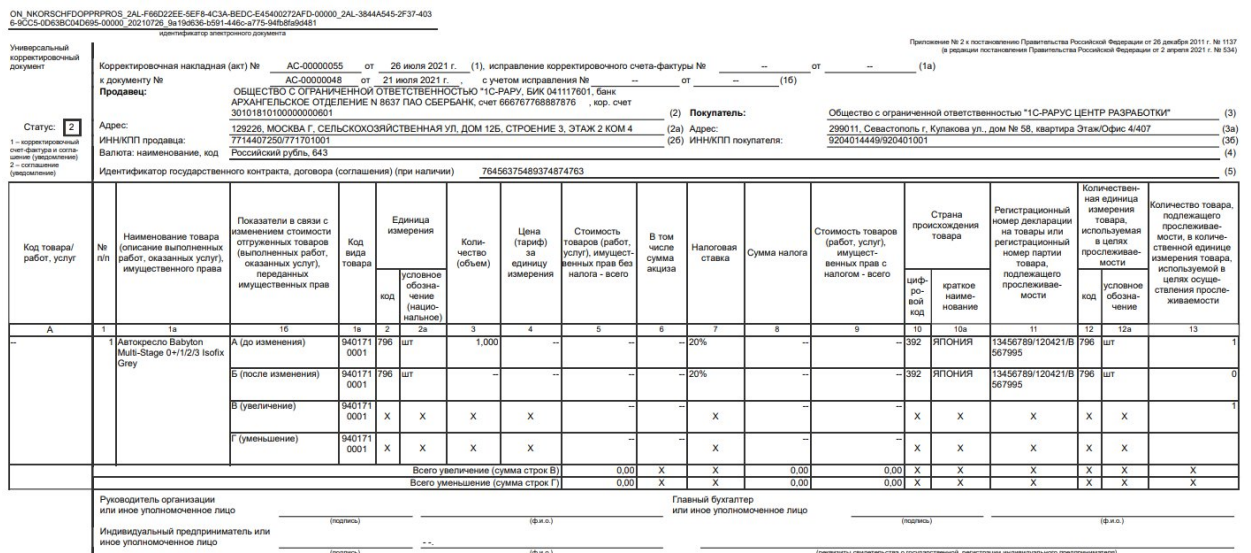 ON_NKORSCHFDOPPRPROS_2AL-F66D22EE-5EF8-4C3A-BEDC-E45400272AFD-00000_2AL-3844A545-2F37-403
6-9CC5-0D63BC04D695-00000_20210726_9a19d636-b591-446c-a775-94fb8fa9d481
идентификатор электронного документа
Приложение № 2 к постановлению Правительства Российской Федерации от 26 декабря 2011 г. № 1137
(в редакции постановления Правительства Российской Федерации от 2 апреля 2021 г. № 534)
Универсальный
корректировочный
документ
Корректировочная накладная (акт) № АС-00000055 от 26 июля 2021 г. (1), исправление корректировочного счета-фактуры № -- от -- (1а)
к документу № АС-00000048 от 21 июля 2021 г. , с учетом исправления № -- от -- (1б)
Продавец: ОБЩЕСТВО С ОГРАНИЧЕННОЙ ОТВЕТСТВЕННОСТЬЮ "1С-РАРУ, БИК 041117601, банк
АРХАНГЕЛЬСКОЕ ОТДЕЛЕНИЕ N 8637 ПАО СБЕРБАНК, счет 666767768887876 , кор. счет
30101810100000000601 (2) Покупатель: Общество с ограниченной ответственностью "1С-РАРУС ЦЕНТР РАЗРАБОТКИ" (3)
Статус: 2
Адрес: 129226, МОСКВА Г, СЕЛЬСКОХОЗЯЙСТВЕННАЯ УЛ, ДОМ 12Б, СТРОЕНИЕ 3, ЭТАЖ 2 КОМ 4 (2а) Адрес: 299011, Севастополь г, Кулакова ул., дом № 58, квартира Этаж/Офис 4/407 (3а)
ИНН/КПП продавца: 7714407250/771701001 (2б) ИНН/КПП покупателя: 9204014449/920401001 (3б)
Валюта: наименование, код Российский рубль, 643 (4)
1 – корректировочный
счет-фактура и согла-
шение (уведомление)
2 – соглашение
(уведомление)
Идентификатор государственного контракта, договора (соглашения) (при наличии) 76456375489374874763 (5)
Код товара/
работ, услуг
№
п/п
Наименование товара
(описание выполненных
работ, оказанных услуг),
имущественного права
Показатели в связи с
изменением стоимости
отгруженных товаров
(выполненных работ,
оказанных услуг),
переданных
имущественных прав
Код
вида
товара
Единица
измерения
код
условное
обозна-
чение
(нацио-
нальное)
Коли-
чество
(объем)
Цена
(тариф)
за
единицу
измерения
Стоимость
товаров (работ,
услуг), имущест-
венных прав без
налога - всего
В том
числе
сумма
акциза
Налоговая
ставка
Сумма налога
Стоимость товаров
(работ, услуг),
имущест-
венных прав с
налогом - всего
Страна
происхождения
товара
циф-
ро-
вой
код
краткое
наиме-
нование
Регистрационный
номер декларации
на товары или
регистрационный
номер партии
товара,
подлежащего
прослеживае-
мости
Количествен-
ная единица
измерения
товара,
используемая
в целях
прослеживае-
мости
код
условное
обозна-
чение
Количество товара,
подлежащего
прослеживае-
мости, в количе-
ственной единице
измерения товара,
используемой в
целях осуще-
ствления просле-
живаемости
А 1 1а 1б 1в 2 2а 3 4 5 6 7 8 9 10 10а 11 12 12а 13
-- 1 Автокресло Babyton А (до изменения) 940171 796 шт 1,000 -- -- 20% -- 392 ЯПОНИЯ 13456789/120421/В 796 шт 1
Multi-Stage 0+/1/2/3 Isofix 0001 567995
Grey
Б (после изменения) 940171 796 шт -- -- -- 20% -- 392 ЯПОНИЯ 13456789/120421/В 796 шт 0
0001 567995
В (увеличение) 940171 -- -- -- 1
0001 X X X X X X X X X X
Г (уменьшение) 940171 -- -- --
0001 X X X X X X X X X X
Всего увеличение (сумма строк В) 0,00 X X 0,00 0,00 X X X X X X
Всего уменьшение (сумма строк Г) 0,00 X X 0,00 0,00 X X X X X X
Руководитель организации
или иное уполномоченное лицо
Главный бухгалтер
или иное уполномоченное лицо
(подпись) (ф.и.о.) (подпись) (ф.и.о.)
Индивидуальный предприниматель или
иное уполномоченное лицо - -.
(подпись) (ф.и.о.) (реквизиты свидетельства о государственной регистрации индивидуального предпринимателя)